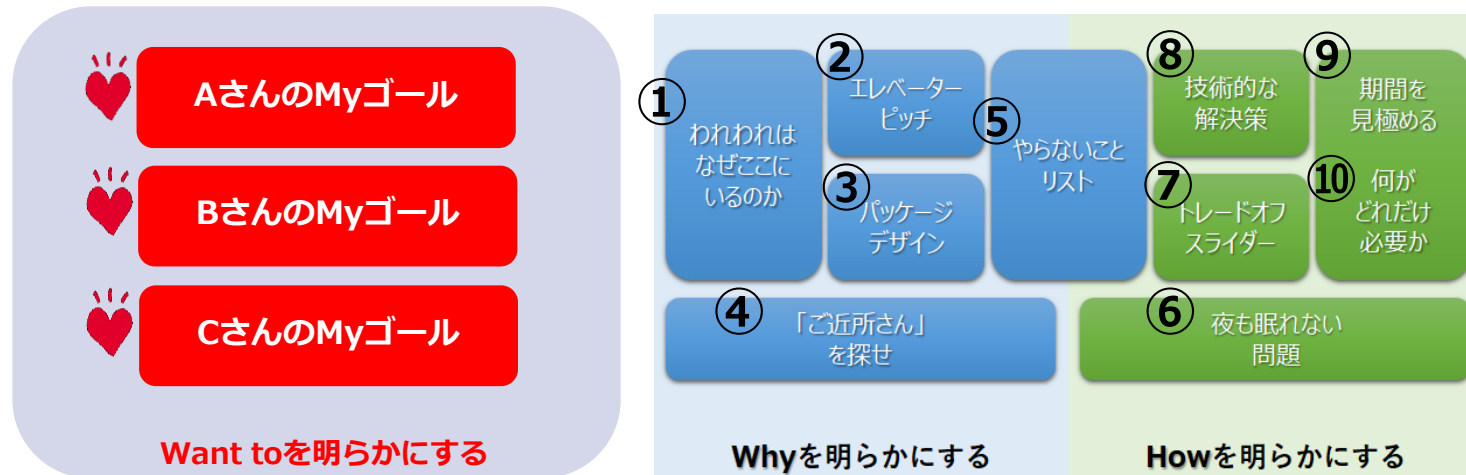 AさんのMyゴール
BさんのMyゴール
CさんのMyゴール
Want toを明らかにする
①
われわれは
なぜここに
いるのか
②
エレベーター
ピッチ
③
パッケージ
デザイン
④
「ご近所さん」
を探せ
⑤
やらないこと
リスト
Whyを明らかにする
⑧
技術的な
解決策
⑦
トレードオフ
スライダー
⑨
期間を
見極める
⑩
何が
どれだけ
必要か
⑥
夜も眠れない
問題
Howを明らかにする